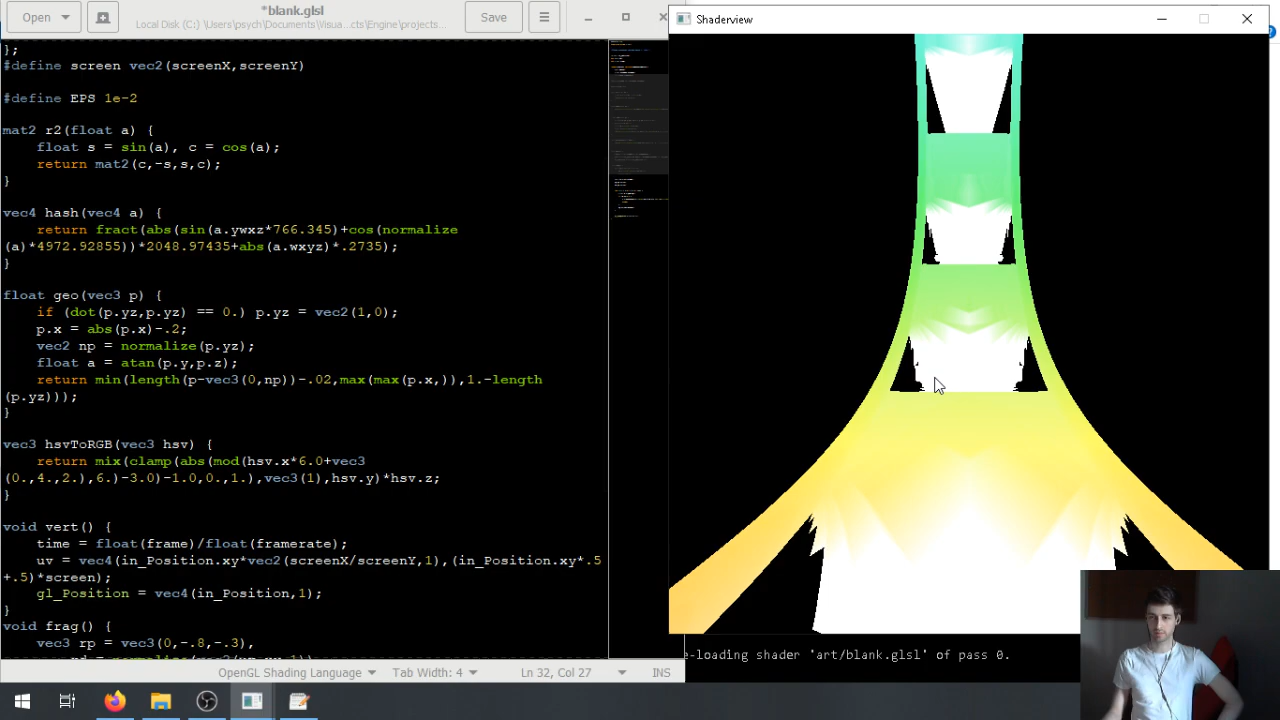 Open
*blank.glsl
Local Disk (C:) \Users\psych\Documents\Visua...cts\Engine\projects...
Save
Shaderview
};
#define screen vec2(screenX,screenY)
#define EPS 1e-2
mat2 r2(float a) {
float s = sin(a), c = cos(a);
return mat2(c,-s,s,c);
}
vec4 hash(vec4 a) {
return fract(abs(sin(a.ywxz*766.345)+cos(normalize
(a)*4972.92855))*2048.97435+abs(a.wxyz)*.2735);
}
float geo(vec3 p) {
if (dot(p.yz,p.yz) == 0.) p.yz = vec2(1,0);
p.x = abs(p.x)-.2;
vec2 np = normalize(p.yz);
float a = atan(p.y,p.z);
return min(length(p-vec3(0,np))-.02,max(max(p.x,)),1.-length
(p.yz)));
}
vec3 hsvToRGB(vec3 hsv) {
return mix(clamp(abs(mod(hsv.x*6.0+vec3
(0.,4.,2.),6.)-3.0)-1.0,0.,1.),vec3(1),hsv.y)*hsv.z;
}
void vert() {
time = float(frame)/float(framerate);
uv = vec4(in_Position.xy*vec2(screenX/screenY,1),(in_Position.xy*.5
+.5)*screen);
gl_Position = vec4(in_Position,1);
}
void frag() {
vec3 rp = vec3(0,-.8,-.3),
e-loading shader 'art/blank.glsl' of pass 0.
OpenGL Shading Language
Tab Width: 4
Ln 32, Col 27
INS